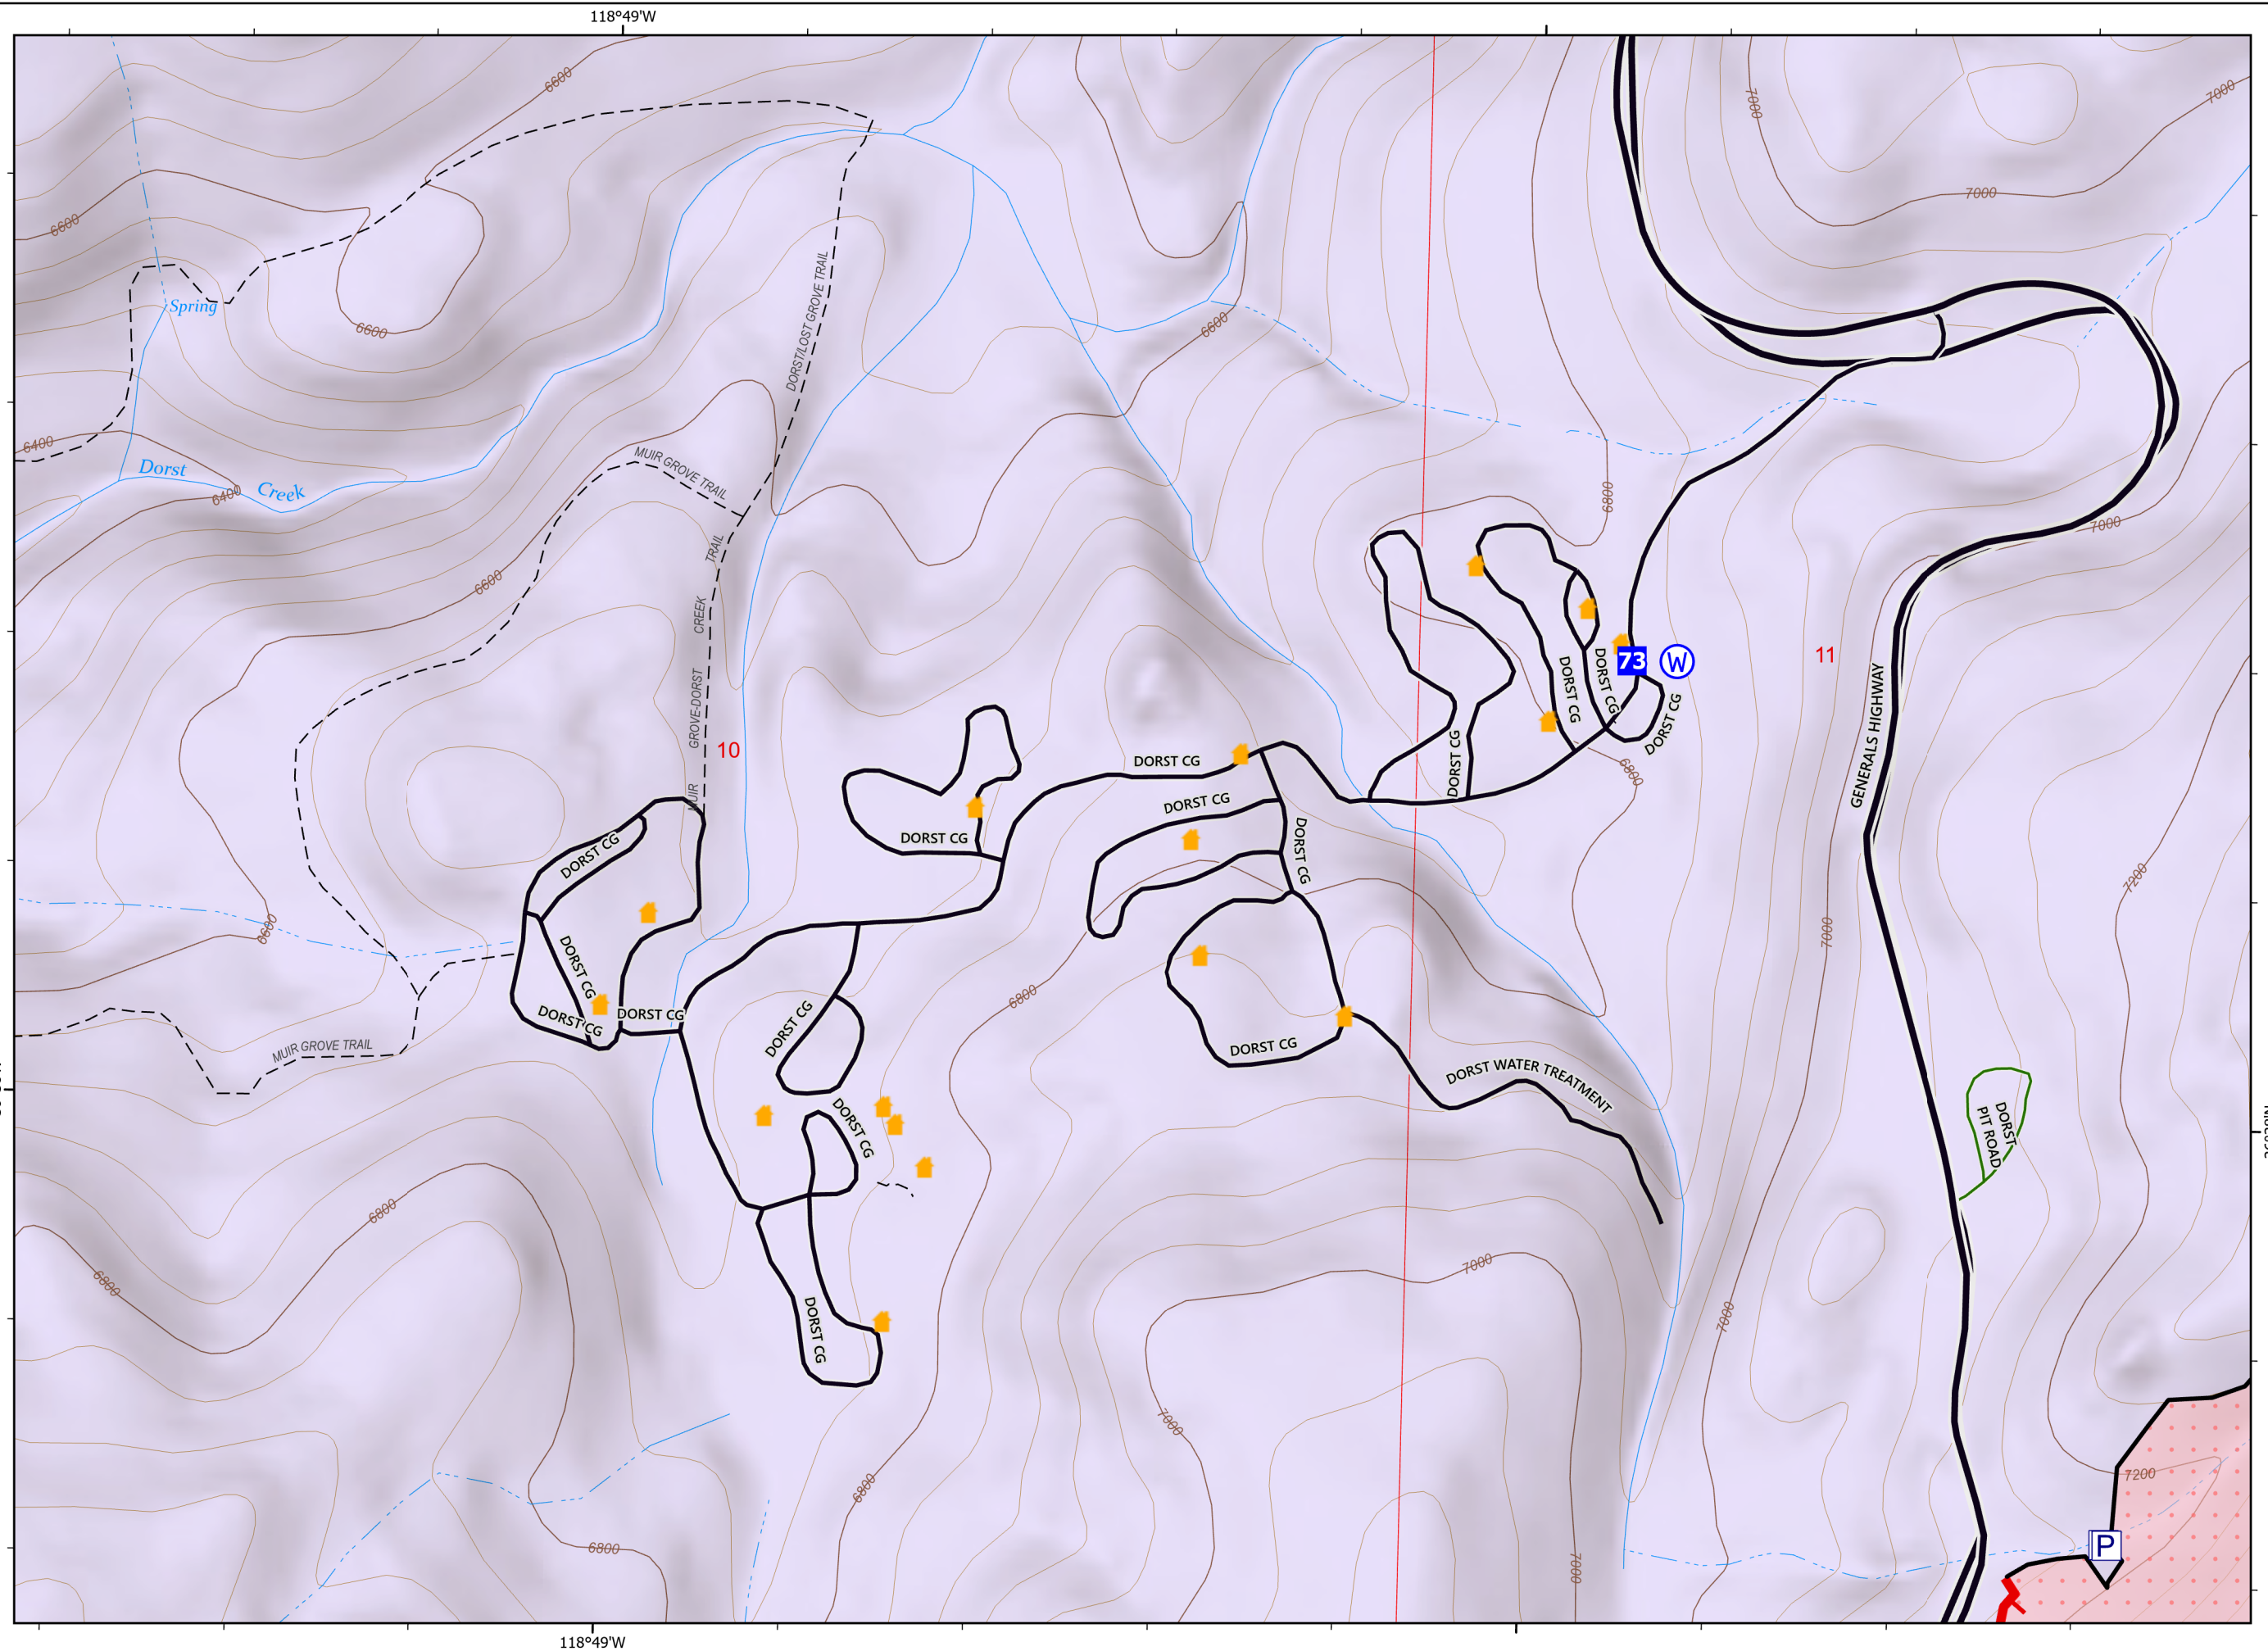 118°49'W
6600
7000
7000
7000
6600
Spring
6600
DORST/LOST GROVE TRAIL
6600
6400
Dorst
Creek
6400
MUIR GROVE TRAIL
6800
7000
TRAIL
6600
CREEK
GROVE-DORST
MUIR
10
73
W
11
DORST CG
DORST CG
DORST CG
DORST CG
GENERALS HIGHWAY
6800
DORST CG
DORST CG
DORST CG
DORST CG
DORST CG
7200
6600
7000
DORST CG
DORST CG
DORST CG
6800
DORST CG
MUIR GROVE TRAIL
DORST CG
DORST WATER TREATMENT
DORST CG
DORST
PIT ROAD
6800
6800
7000
7000
DORST CG
7000
6800
7200
6800
7000
P
118°49'W